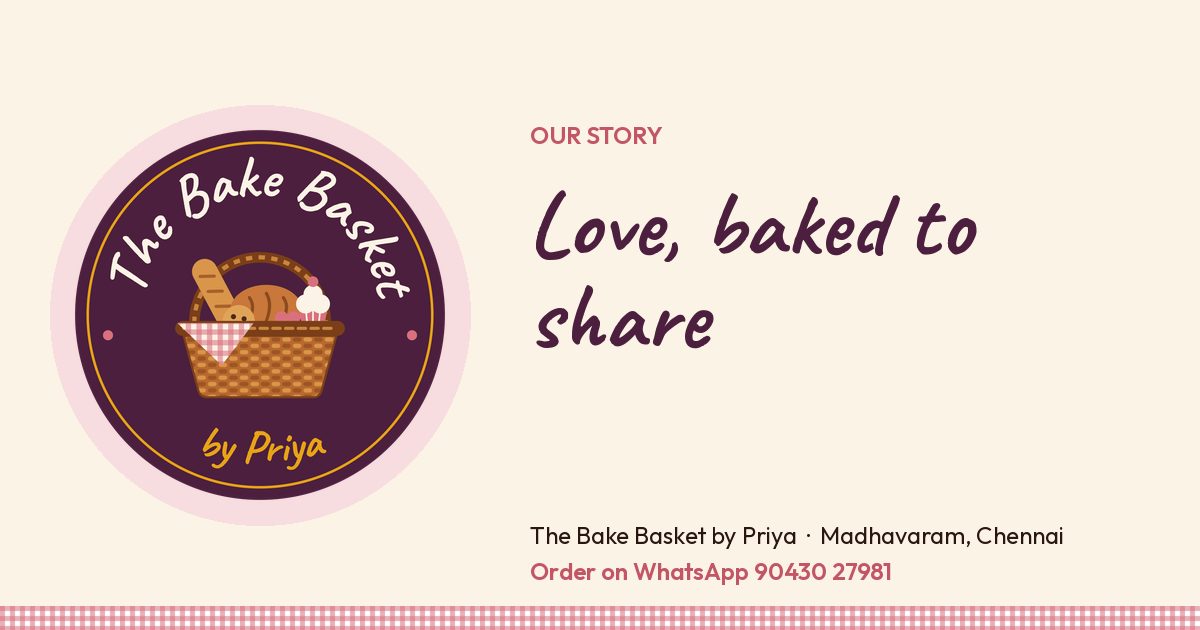 The Bake Basket
by Priya
OUR STORY
Love, baked to
share
The Bake Basket by Priya · Madhavaram, Chennai
Order on WhatsApp 90430 27981